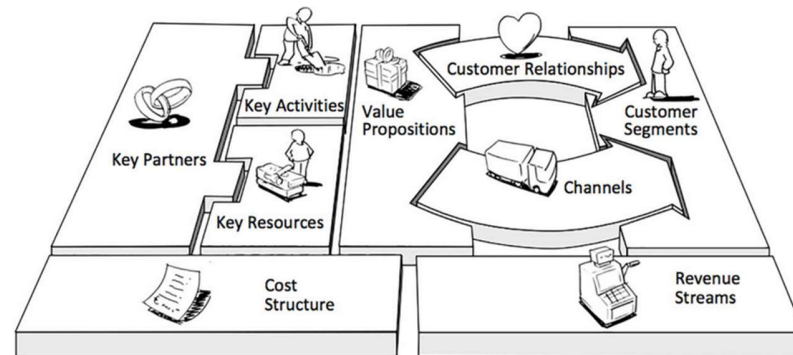 Key Partners
Key Activities
Key Resources
Value
Propositions
Customer Relationships
Channels
Customer
Segments
Cost
Structure
Revenue
Streams